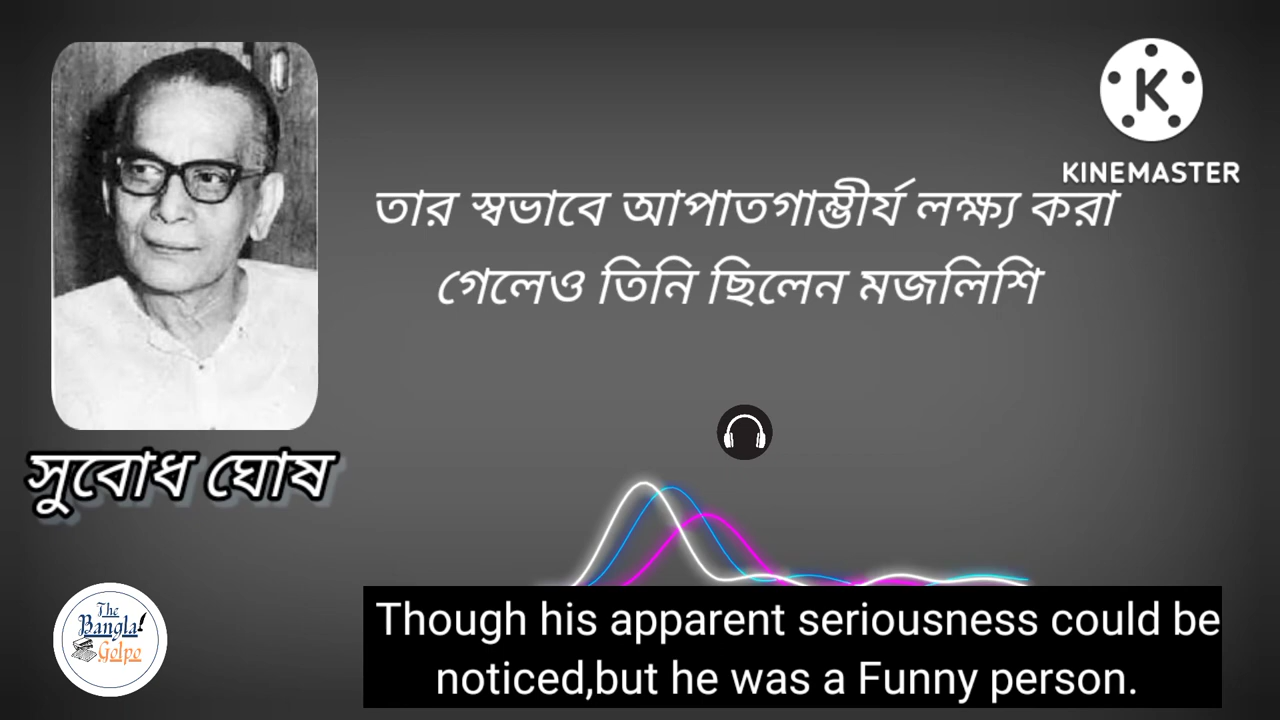 K
KINEMASTER
তার স্বভাবে আপাতগাম্ভীর্য লক্ষ্য করা
গেলেও তিনি ছিলেন মজলিশি
সুবোধ ঘোষ
The
Bangla!
Golpo
Though his apparent seriousness could be
noticed,but he was a Funny person.